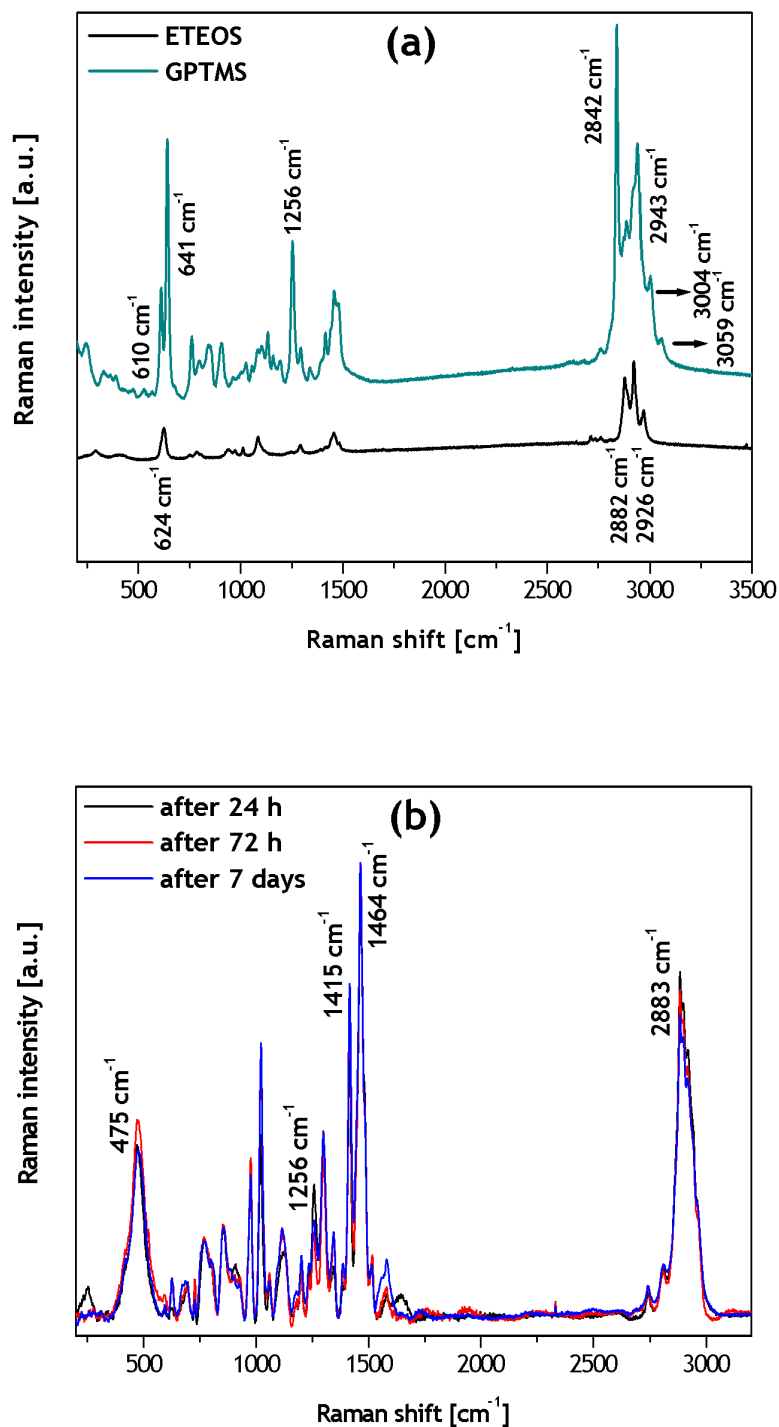 ETEOS
GPTMS
(a)
2842 cm⁻¹
1256 cm⁻¹
641 cm⁻¹
610 cm⁻¹
2943 cm⁻¹
3004 cm⁻¹
3059 cm⁻¹
624 cm⁻¹
2882 cm⁻¹
2926 cm⁻¹
Raman intensity [a.u.]
500 1000 1500 2000 2500 3000 3500
Raman shift [cm⁻¹]
after 24 h
after 72 h
after 7 days
(b)
1464 cm⁻¹
1415 cm⁻¹
2883 cm⁻¹
475 cm⁻¹
1256 cm⁻¹
Raman intensity [a.u.]
500 1000 1500 2000 2500 3000
Raman shift [cm⁻¹]